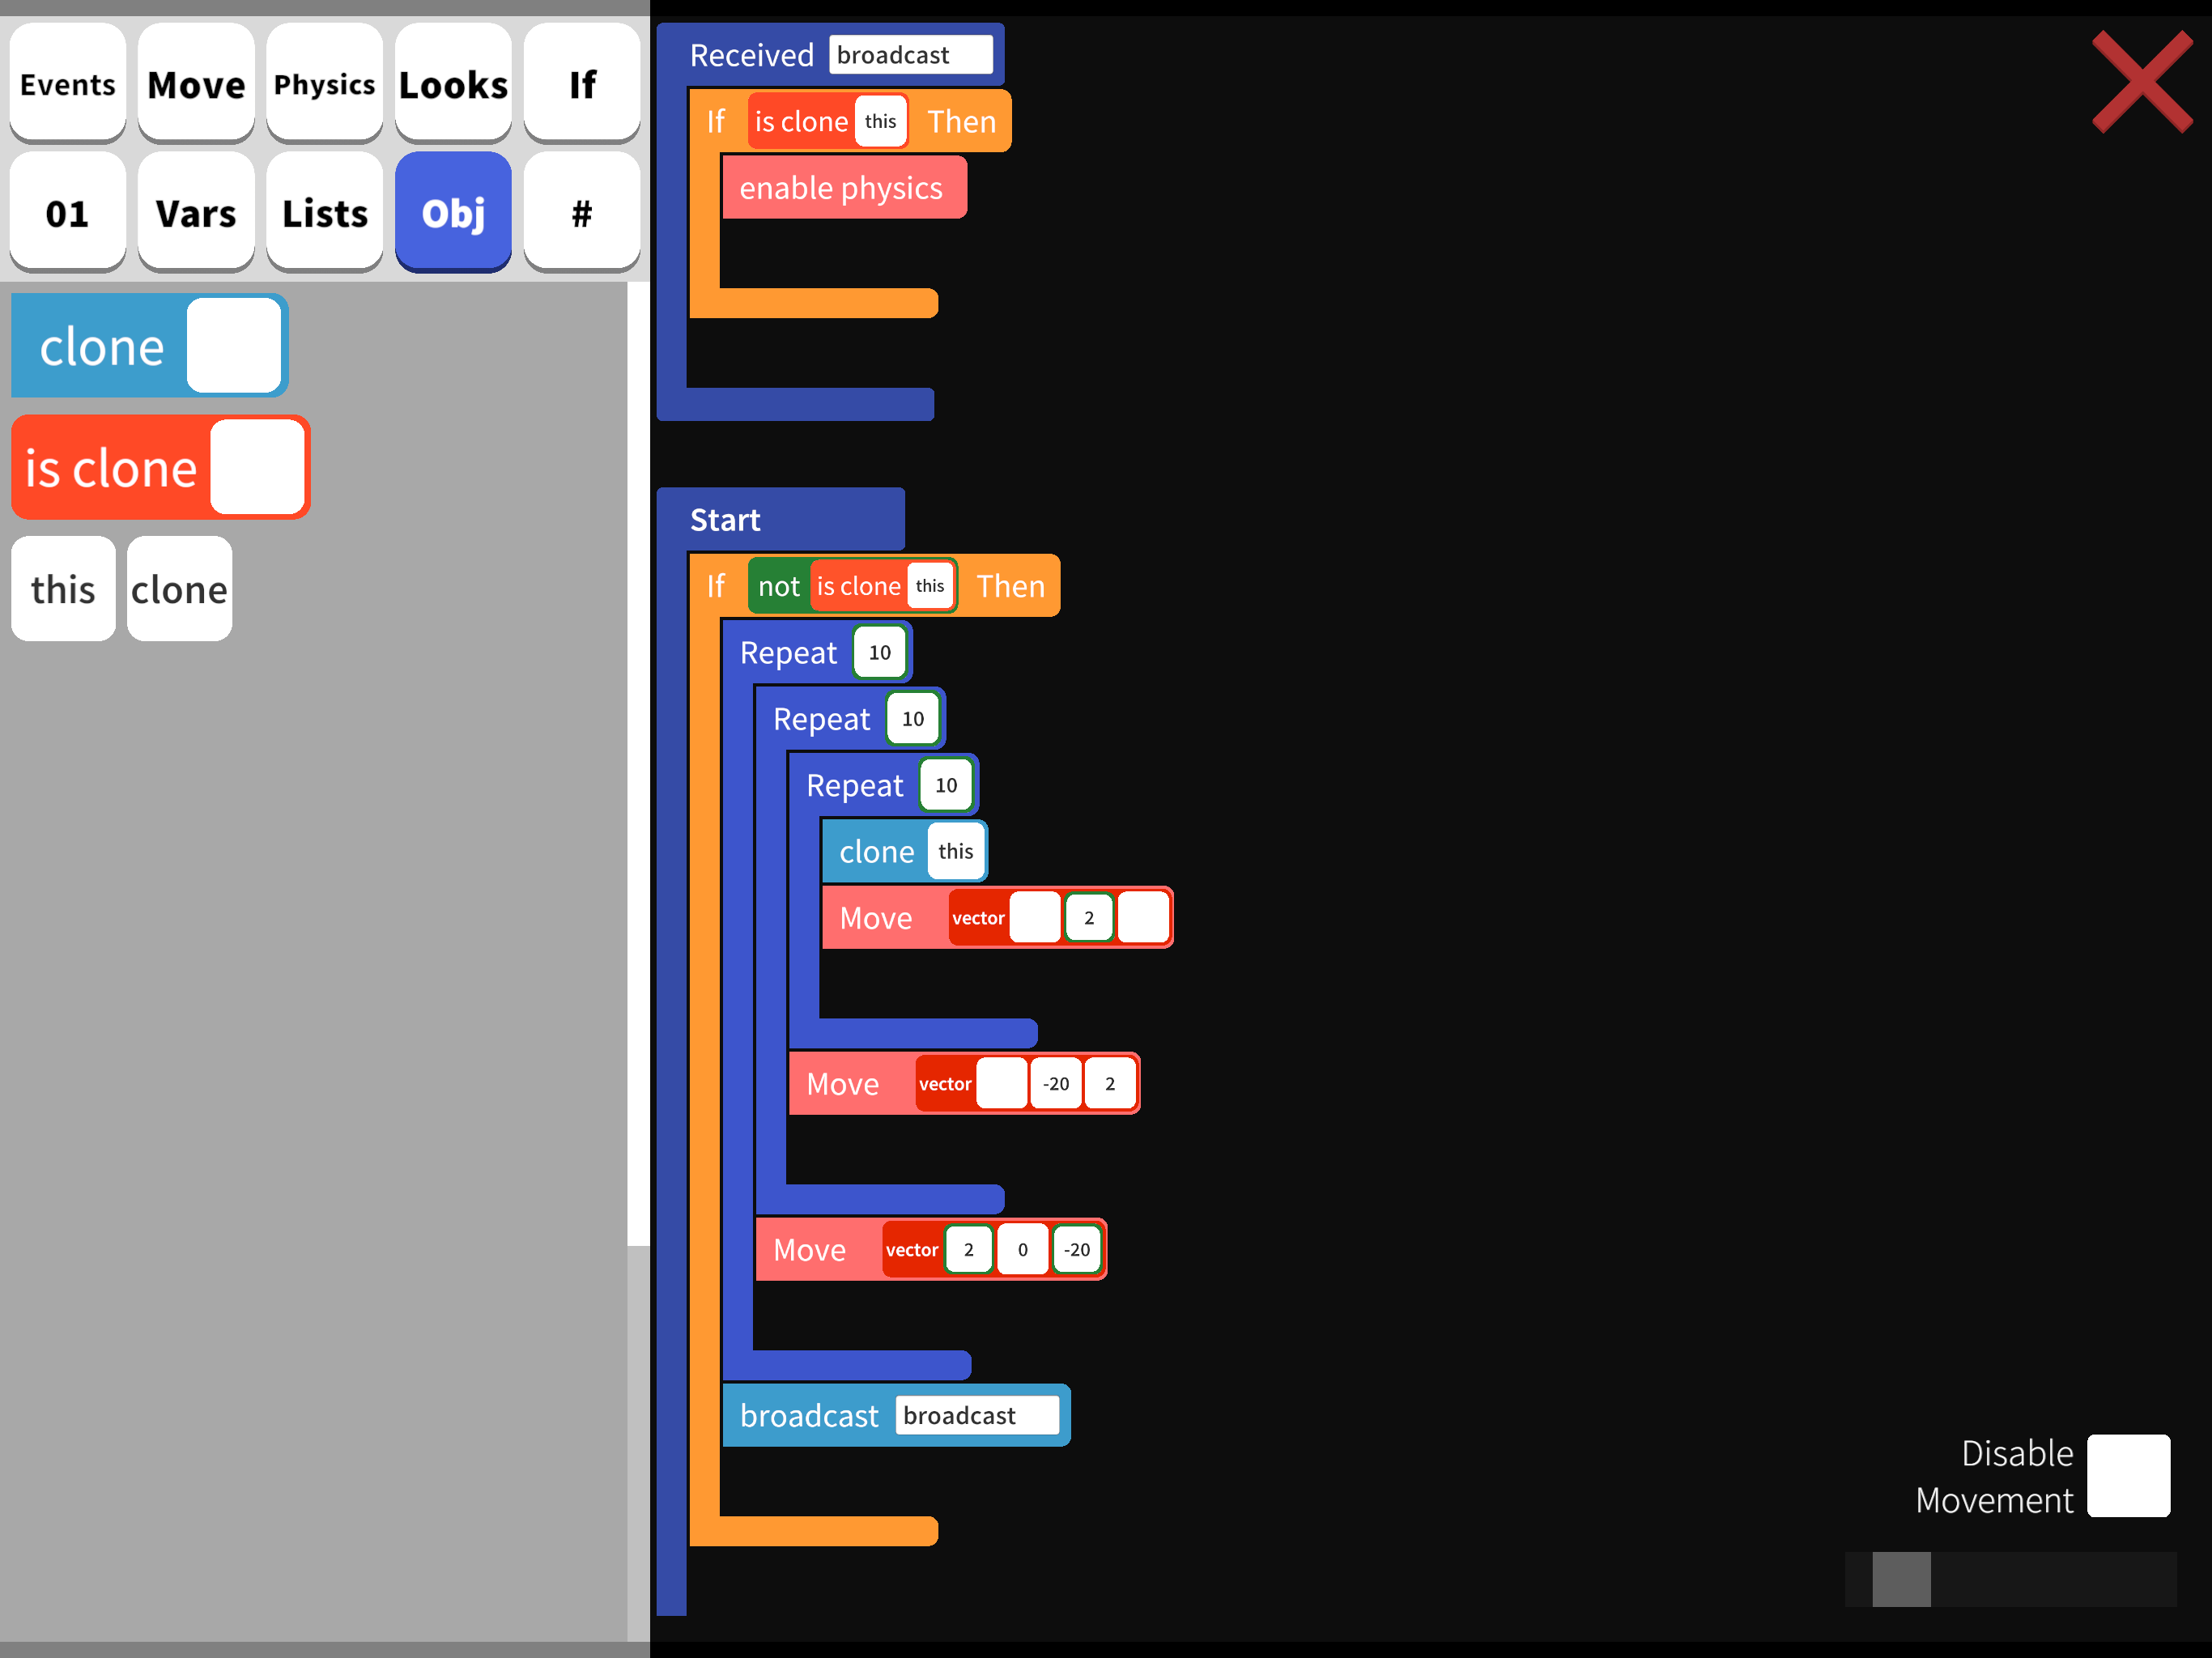 Events Move Physics Looks If
01 Vars Lists Obj #
clone
is clone
this clone
Received broadcast
If is clone this Then
enable physics
Start
If not is clone this Then
Repeat 10
Repeat 10
Repeat 10
clone this
Move vector 2
Move vector -20 2
Move vector 2 0 -20
broadcast broadcast
Disable
Movement